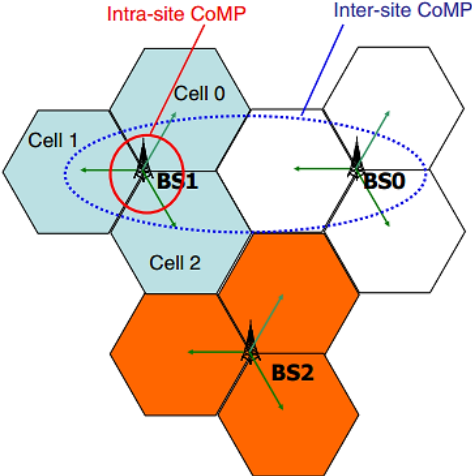 Intra-site CoMP
Inter-site CoMP
Cell 0
Cell 1
BS1
BS0
Cell 2
BS2